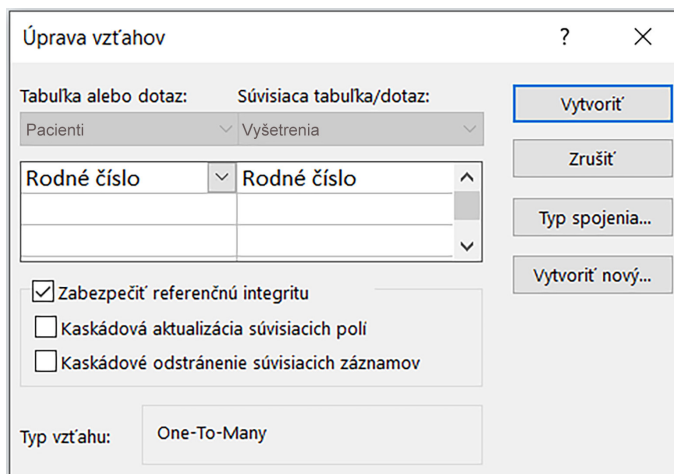 Úprava vzťahov ?
Tabuľka alebo dotaz: Súvisiaca tabuľka/dotaz:
Pacienti Vyšetrenia
Rodné číslo Rodné číslo
Zabezpečiť referenčnú integritu
Kaskádová aktualizácia súvisiacich polí
Kaskádové odstránenie súvisiacich záznamov
Typ vzťahu: One-To-Many
Vytvoriť
Zrušiť
Typ spojenia...
Vytvoriť nový...